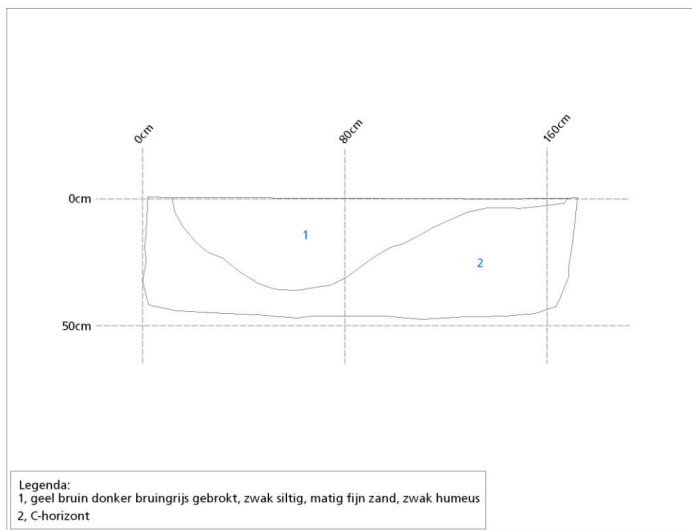 0cm
80cm
160cm
0cm
1
2
50cm
Legenda:
1, geel bruin donker bruingrijs gebrokt, zwak siltig, matig fijn zand, zwak humeus
2, C-horizont